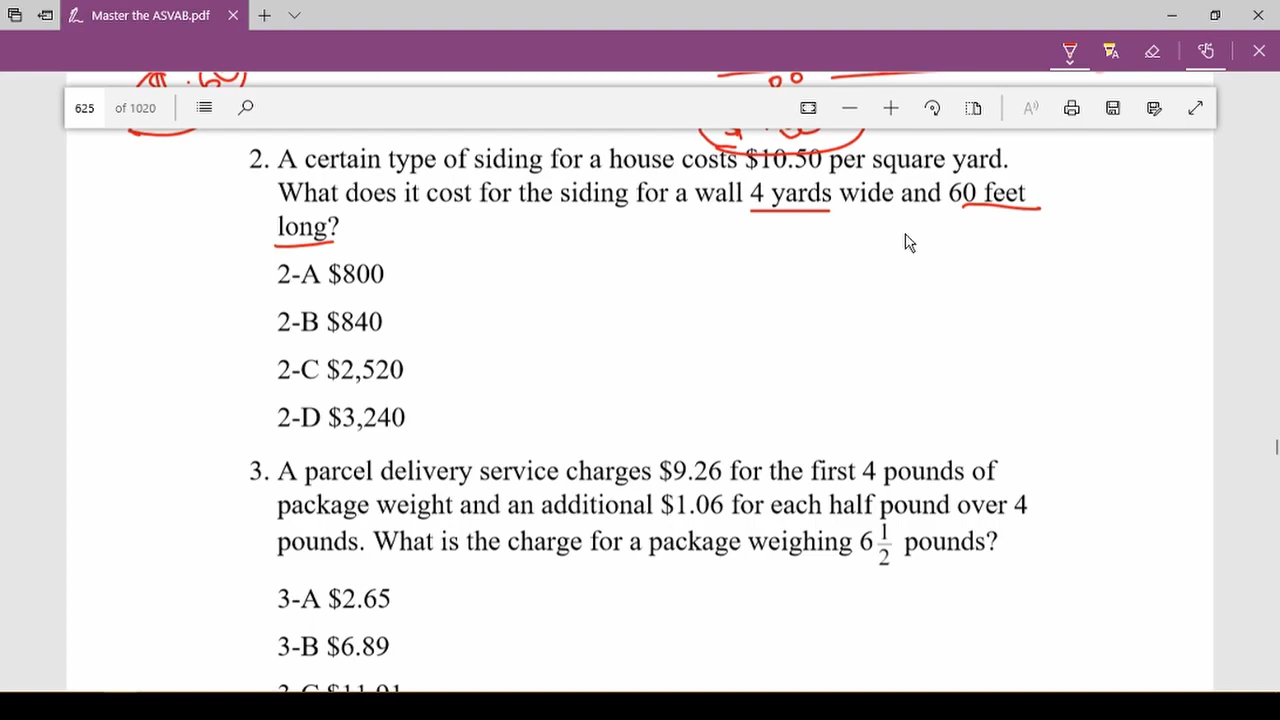 Master the ASVAB.pdf
625 of 1020
2. A certain type of siding for a house costs $10.50 per square yard.
What does it cost for the siding for a wall 4 yards wide and 60 feet
long?
2-A $800
2-B $840
2-C $2,520
2-D $3,240
3. A parcel delivery service charges $9.26 for the first 4 pounds of
package weight and an additional $1.06 for each half pound over 4
pounds. What is the charge for a package weighing 6 1/2 pounds?
3-A $2.65
3-B $6.89